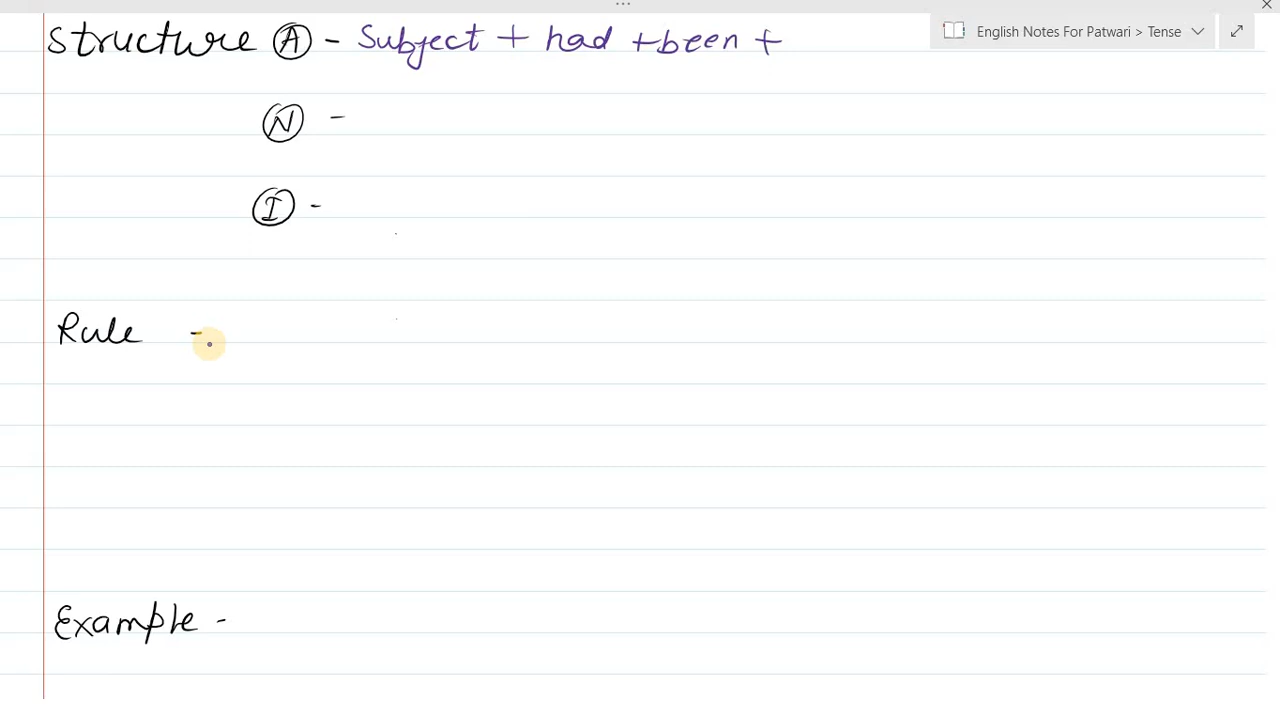 English Notes For Patwari > Tense
Structure (A) - Subject + had +been +
(N) -
(I) -
Rule -
Example -